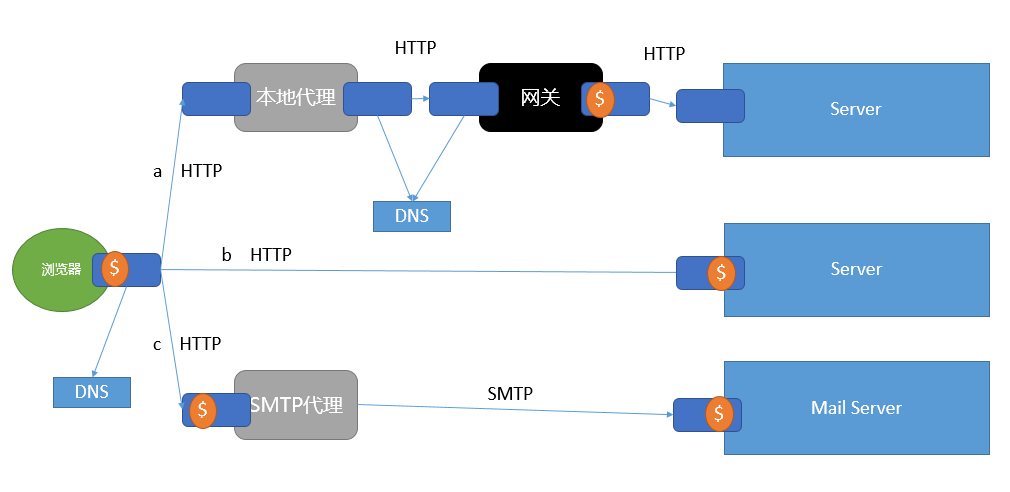 HTTP
HTTP
本地代理
网关
$
Server
a HTTP
DNS
b HTTP
浏览器
$
$
Server
c HTTP
DNS
SMTP
$
SMTP代理
$
Mail Server